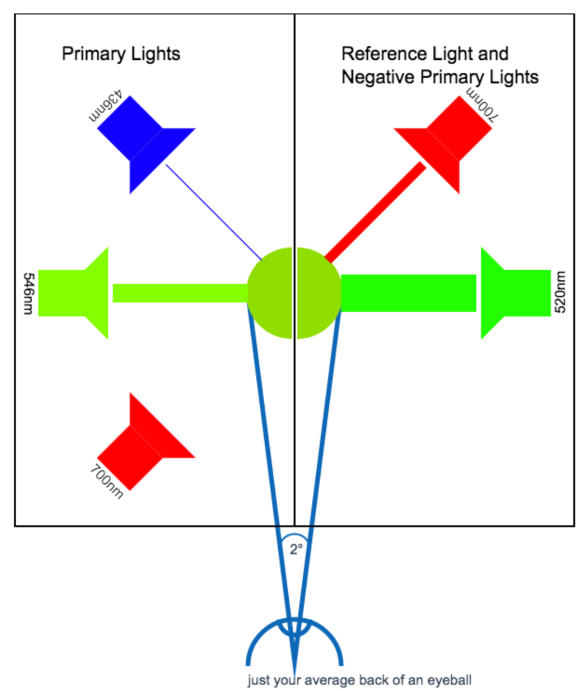 Primary Lights
Reference Light and
Negative Primary Lights
436nm
700nm
546nm
520nm
700nm
2°
just your average back of an eyeball